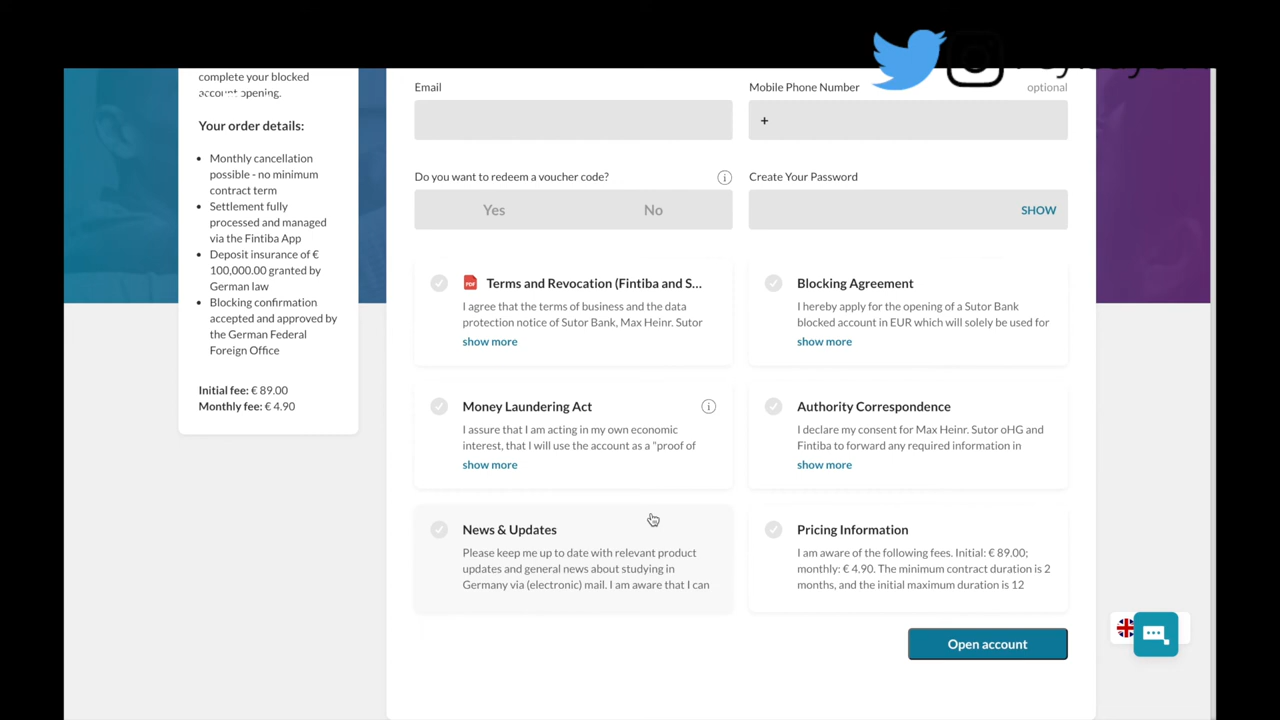 complete your blocked
account opening.
Your order details:
Monthly cancellation
possible - no minimum
contract term
Settlement fully
processed and managed
via the Fintiba App
Deposit insurance of €
100,000.00 granted by
German law
Blocking confirmation
accepted and approved by
the German Federal
Foreign Office
Initial fee: € 89.00
Monthly fee: € 4.90
Email
Mobile Phone Number
optional
+
Do you want to redeem a voucher code?
Yes No
Create Your Password
SHOW
PDF
Terms and Revocation (Fintiba and S...
I agree that the terms of business and the data
protection notice of Sutor Bank, Max Heinr. Sutor
show more
Blocking Agreement
I hereby apply for the opening of a Sutor Bank
blocked account in EUR which will solely be used for
show more
Money Laundering Act
I assure that I am acting in my own economic
interest, that I will use the account as a "proof of
show more
Authority Correspondence
I declare my consent for Max Heinr. Sutor oHG and
Fintiba to forward any required information in
show more
News & Updates
Please keep me up to date with relevant product
updates and general news about studying in
Germany via (electronic) mail. I am aware that I can
Pricing Information
I am aware of the following fees. Initial: € 89.00;
monthly: € 4.90. The minimum contract duration is 2
months, and the initial maximum duration is 12
Open account